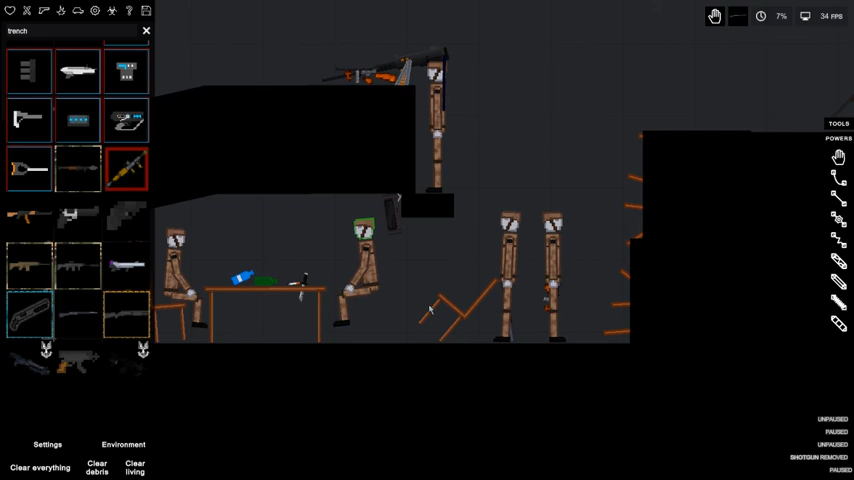 7%
34 FPS
trench
TOOLS
POWERS
UNPAUSED
PAUSED
UNPAUSED
SHOTGUN REMOVED
PAUSED
Settings
Environment
Clear everything
Clear debris
Clear living